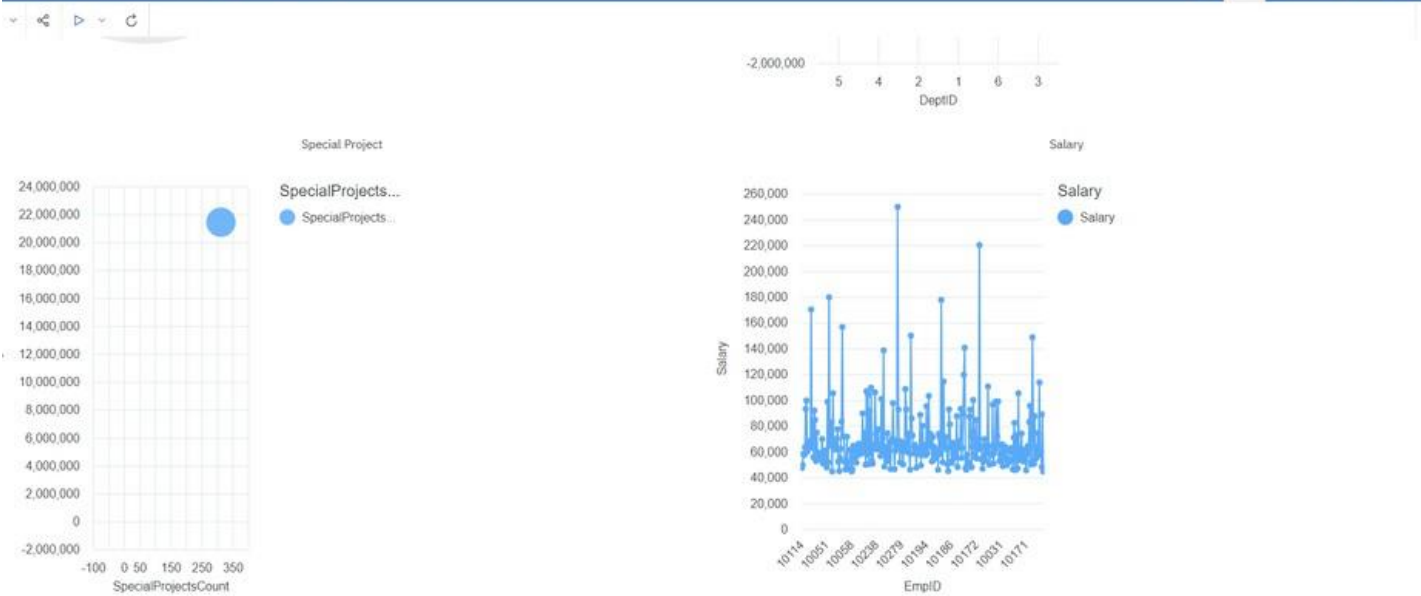 -2,000,000
5 4 2 1 6 3
DeptID
Special Project
24,000,000
22,000,000
20,000,000
18,000,000
16,000,000
14,000,000
12,000,000
10,000,000
8,000,000
6,000,000
4,000,000
2,000,000
0
-2,000,000
-100 0 50 150 250 350
SpecialProjectsCount
SpecialProjects...
SpecialProjects...
Salary
260,000
240,000
220,000
200,000
180,000
160,000
140,000
120,000
100,000
80,000
60,000
40,000
20,000
0
Salary
10114 10051 10058 10238 10279 10194 10186 10172 10031 10171
EmpID
Salary
Salary